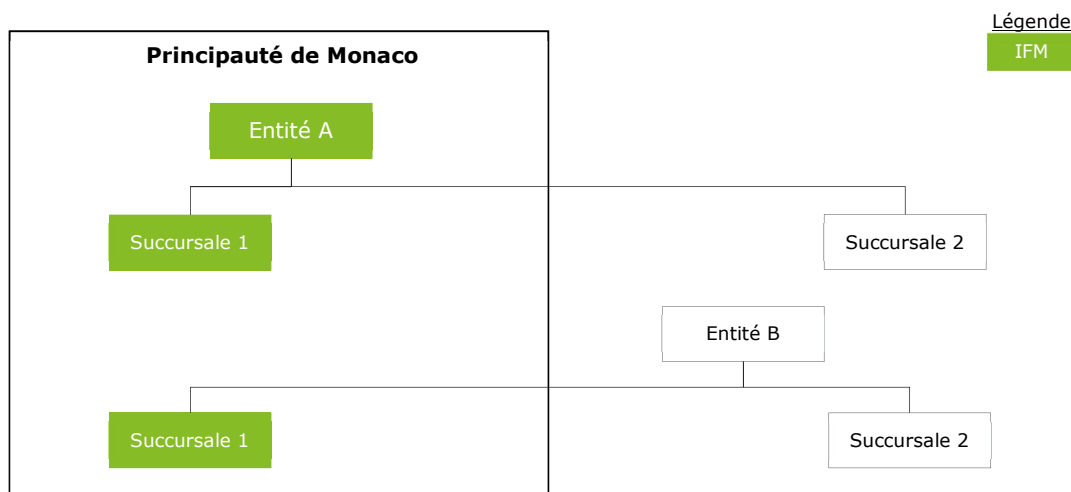 Légende
IFM
Principauté de Monaco
Entité A
Succursale 1
Succursale 2
Entité B
Succursale 1
Succursale 2